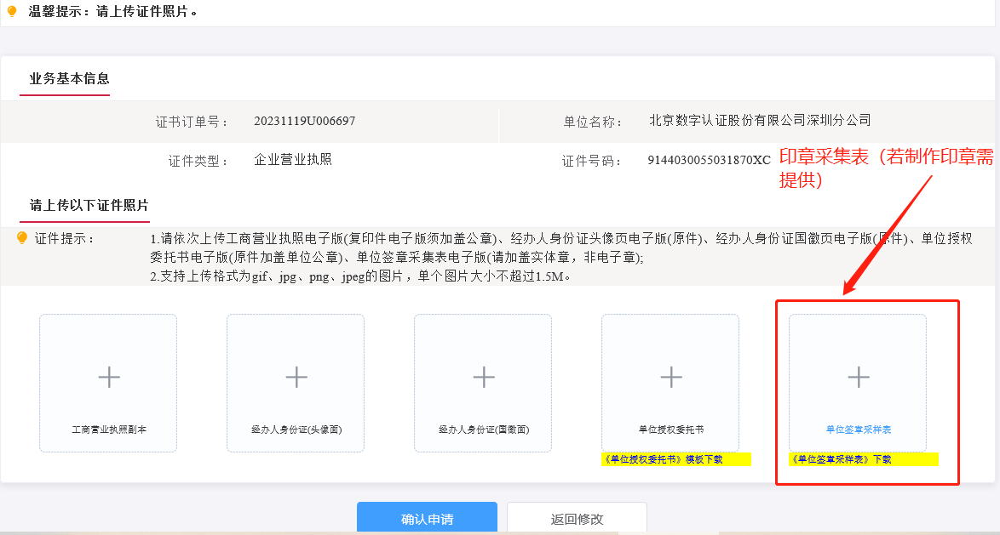 温馨提示：请上传证件照片。
业务基本信息
证书订单号： 20231119U006697 单位名称： 北京数字认证股份有限公司深圳分公司
证件类型： 企业营业执照 证件号码： 9144030055031870XC
印章采集表（若制作印章需
提供）
请上传以下证件照片
证件提示： 1.请依次上传工商营业执照电子版(复印件电子版须加盖公章)、经办人身份证头像页电子版(原件)、经办人身份证国徽页电子版(原件)、单位授权
委托书电子版(原件加盖单位公章)、单位签章采集表电子版(请加盖实体章，非电子章);
2.支持上传格式为gif、jpg、png、jpeg的图片，单个图片大小不超过1.5M。
工商营业执照副本 经办人身份证(头像面) 经办人身份证(国徽面) 单位授权委托书 单位签章采样表
《单位授权委托书》模板下载 《单位签章采样表》下载
确认申请 返回修改